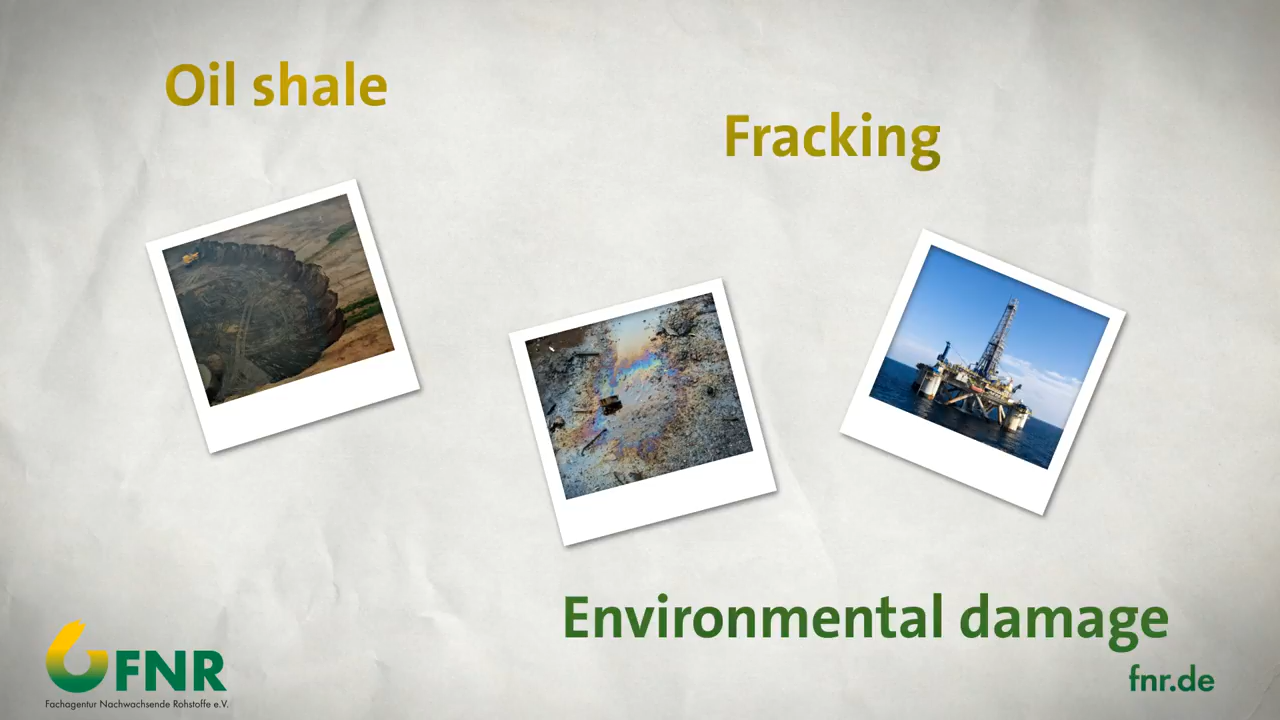 Oil shale
Fracking
Environmental damage
fnr.de
FNR
Fachagentur Nachwachsende Rohstoffe e.V.